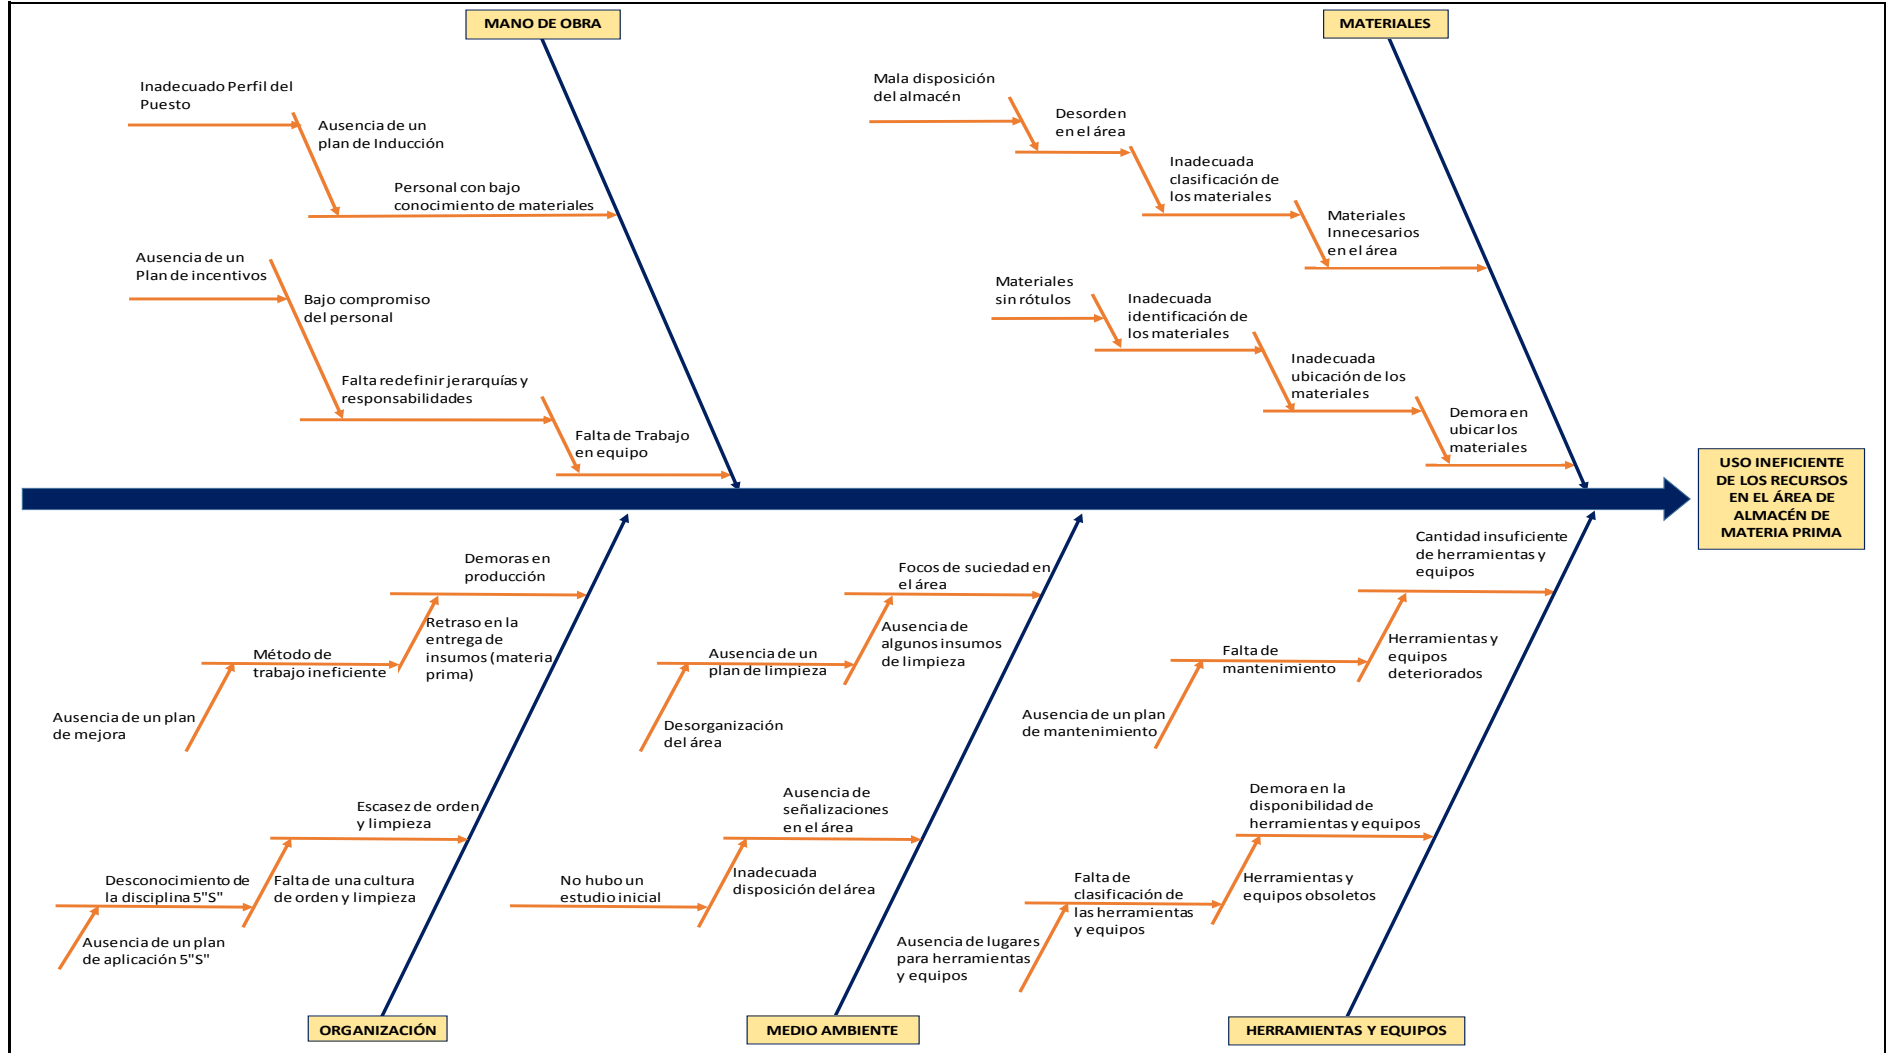 MANO DE OBRA
MATERIALES
Inadecuado Perfil del
Puesto
Ausencia de un
plan de Inducción
Personal con bajo
conocimiento de materiales
Ausencia de un
Plan de incentivos
Bajo compromiso
del personal
Falta redefinir jerarquías y
responsabilidades
Falta de Trabajo
en equipo
Mala disposición
del almacén
Desorden
en el área
Inadecuada
clasificación de
los materiales
Materiales
Innecesarios
en el área
Materiales
sin rótulos
Inadecuada
identificación de
los materiales
Inadecuada
ubicación de los
materiales
Demora en
ubicar los
materiales
USO INEFICIENTE
DE LOS RECURSOS
EN EL ÁREA DE
ALMACÉN DE
MATERIA PRIMA
Demoras en
producción
Retraso en la
entrega de
insumos (materia
prima)
Método de
trabajo ineficiente
Ausencia de un plan
de mejora
Escasez de orden
y limpieza
Falta de una cultura
de orden y limpieza
Desconocimiento de
la disciplina 5"S"
Ausencia de un plan
de aplicación 5"S"
Focos de suciedad en
el área
Ausencia de
algunos insumos
de limpieza
Ausencia de un
plan de limpieza
Desorganización
del área
Ausencia de
señalizaciones
en el área
Inadecuada
disposición del área
No hubo un
estudio inicial
Cantidad insuficiente
de herramientas y
equipos
Herramientas y
equipos
deteriorados
Falta de
mantenimiento
Ausencia de un plan
de mantenimiento
Demora en la
disponibilidad de
herramientas y equipos
Herramientas y
equipos obsoletos
Falta de
clasificación de
las herramientas
y equipos
Ausencia de lugares
para herramientas
y equipos
ORGANIZACIÓN
MEDIO AMBIENTE
HERRAMIENTAS Y EQUIPOS